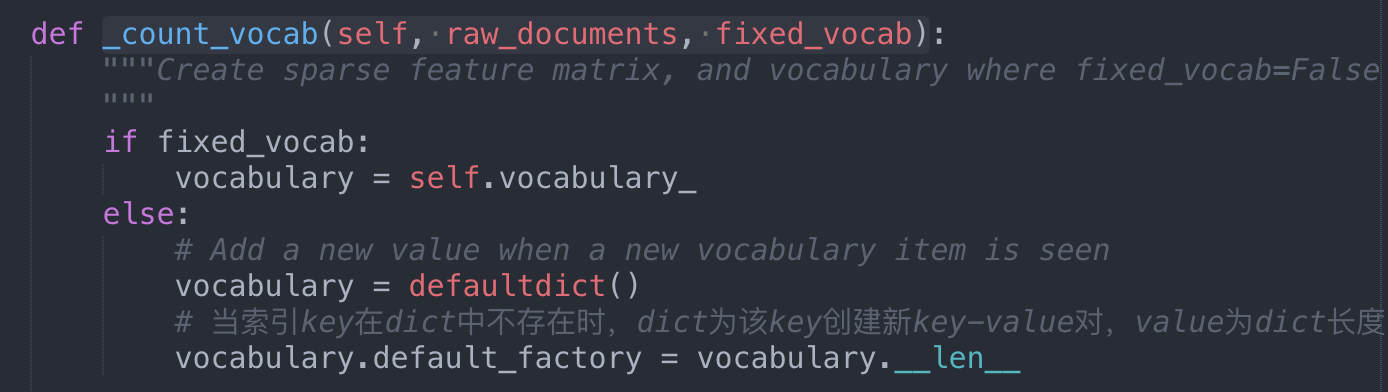 def _count_vocab(self, raw_documents, fixed_vocab):
"""Create sparse feature matrix, and vocabulary where fixed_vocab=False
"""
if fixed_vocab:
vocabulary = self.vocabulary_
else:
# Add a new value when a new vocabulary item is seen
vocabulary = defaultdict()
# 当索引key在dict中不存在时，dict为该key创建新key-value对，value为dict长度
vocabulary.default_factory = vocabulary.__len__